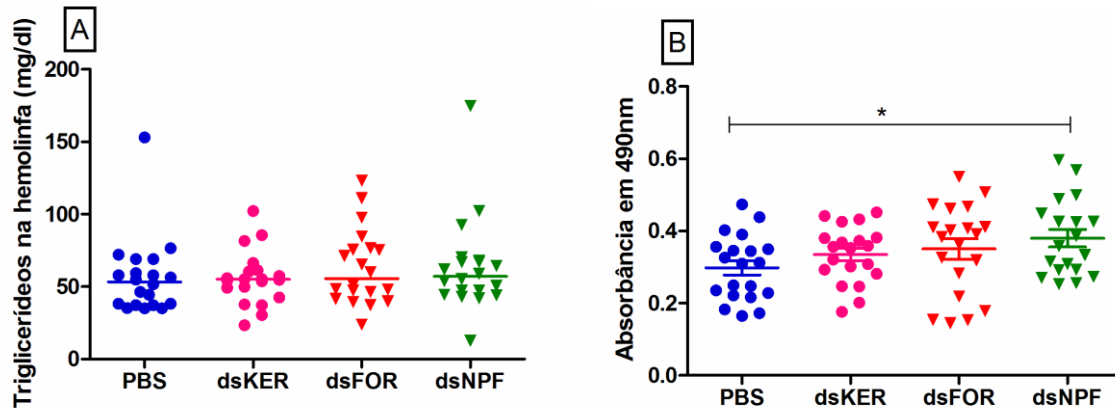 A
Triglicerídeos na hemolinfa (mg/dl)
200
150
100
50
0
PBS dsKER dsFOR dsNPF
B
Absorbância em 490nm
0.8
0.6
0.4
0.2
0.0
*
PBS dsKER dsFOR dsNPF